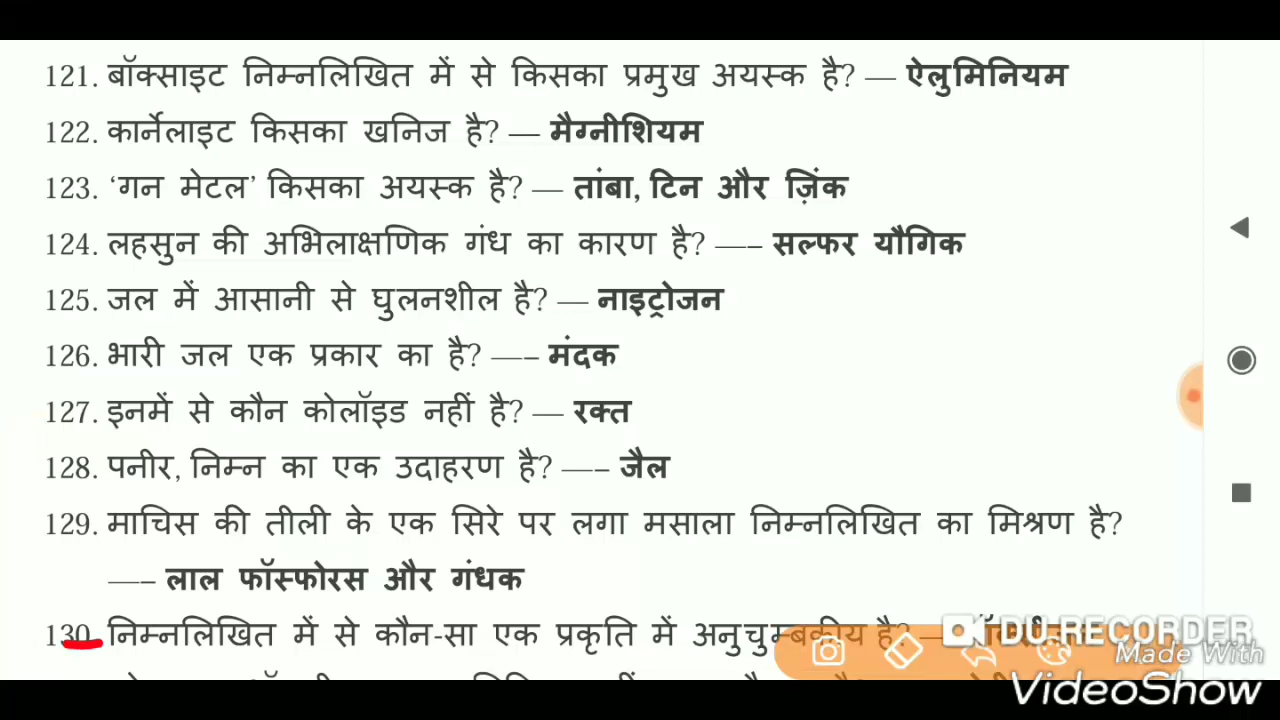 121. बॉक्साइट निम्नलिखित में से किसका प्रमुख अयस्क है? — ऐलुमिनियम
122. कार्नेलाइट किसका खनिज है? — मैग्नीशियम
123. ‘गन मेटल’ किसका अयस्क है? — तांबा, टिन और ज़िंक
124. लहसुन की अभिलाक्षणिक गंध का कारण है? —– सल्फर यौगिक
125. जल में आसानी से घुलनशील है? — नाइट्रोजन
126. भारी जल एक प्रकार का है? —– मंदक
127. इनमें से कौन कोलॉइड नहीं है? — रक्त
128. पनीर, निम्न का एक उदाहरण है? —– जैल
129. माचिस की तीली के एक सिरे पर लगा मसाला निम्नलिखित का मिश्रण है?
—– लाल फॉस्फोरस और गंधक
130. निम्नलिखित में से कौन-सा एक प्रकृति में अनुचुम्बकीय है? —
DU RECORDER
Made With
VideoShow